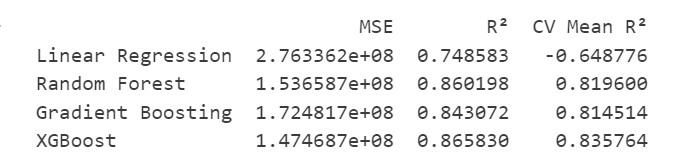 MSE R² CV Mean R²
Linear Regression 2.763362e+08 0.748583 -0.648776
Random Forest 1.536587e+08 0.860198 0.819600
Gradient Boosting 1.724817e+08 0.843072 0.814514
XGBoost 1.474687e+08 0.865830 0.835764